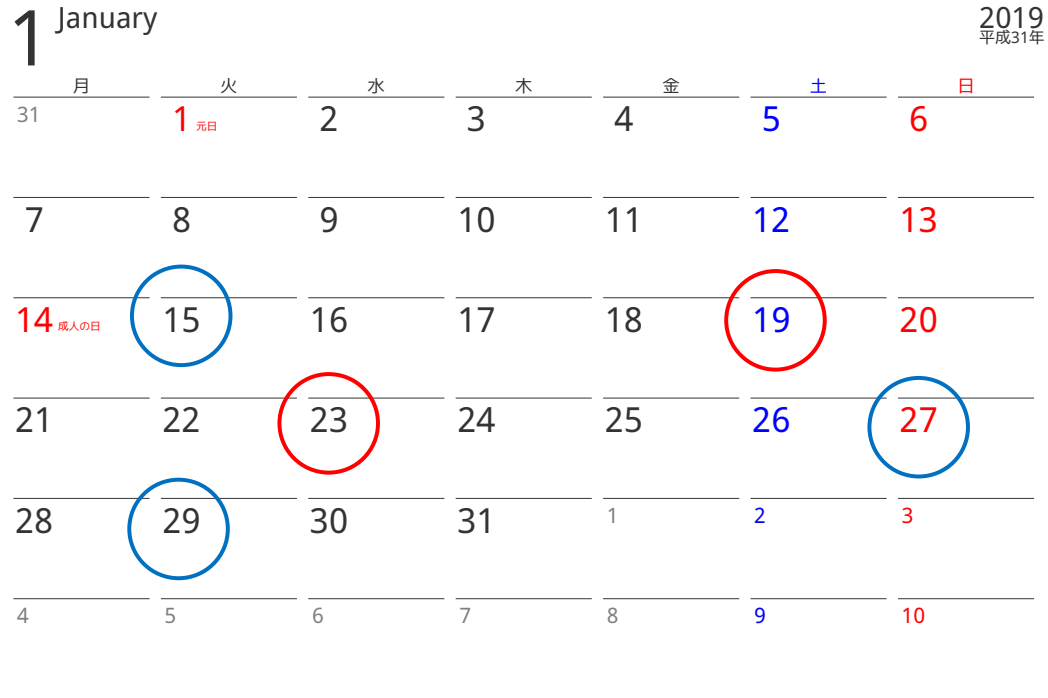 1 January
2019
平成31年
月 火 水 木 金 土 日
31 1 元日 2 3 4 5 6
7 8 9 10 11 12 13
14 成人の日 15 16 17 18 19 20
21 22 23 24 25 26 27
28 29 30 31 1 2 3
4 5 6 7 8 9 10